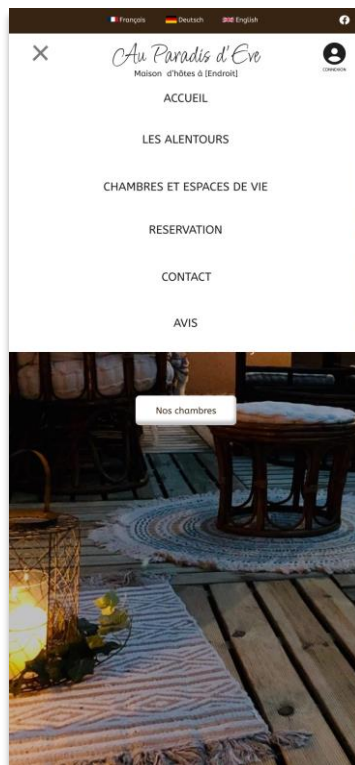 Français Deutsch English
Au Paradis d'Eve
Maison d'hôtes à [Endroit]
CONNEXION
ACCUEIL
LES ALENTOURS
CHAMBRES ET ESPACES DE VIE
RESERVATION
CONTACT
AVIS
Nos chambres